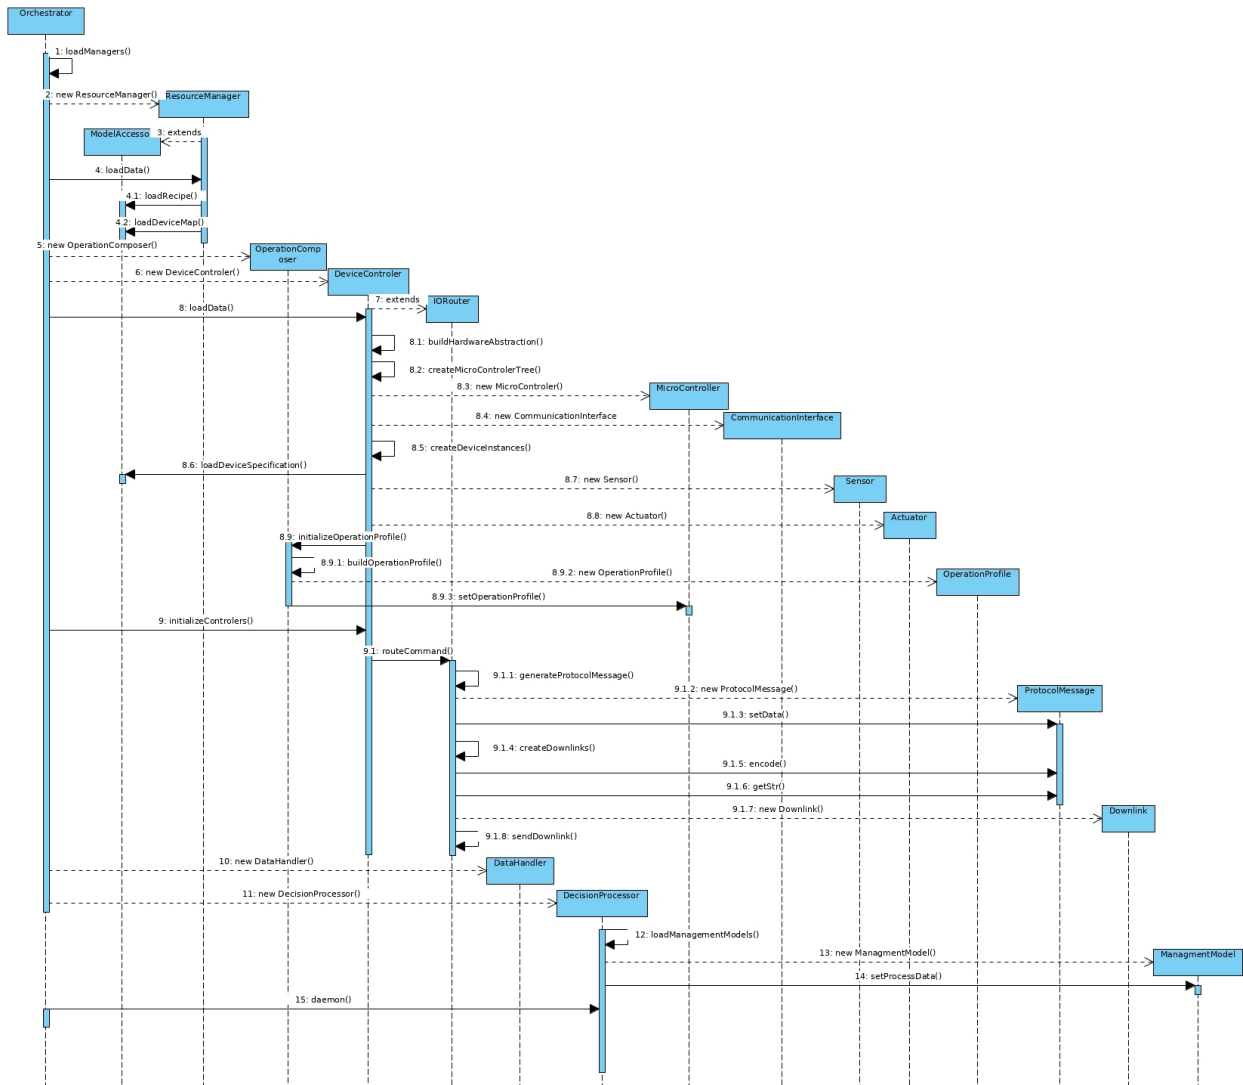 Orchestrator
1: loadManagers()
2: new ResourceManager()
ResourceManager
ModelAccesso
3: extends
4: loadData()
4.1: loadRecipe()
4.2: loadDeviceMap()
5: new OperationComposer()
OperationComp
oser
6: new DeviceControler()
DeviceControler
7: extends
IORouter
8: loadData()
8.1: buildHardwareAbstraction()
8.2: createMicroControlerTree()
8.3: new MicroControler()
MicroController
8.4: new CommunicationInterface
CommunicationInterface
8.5: createDeviceInstances()
8.6: loadDeviceSpecification()
8.7: new Sensor()
Sensor
8.8: new Actuator()
Actuator
8.9: initializeOperationProfile()
8.9.1: buildOperationProfile()
8.9.2: new OperationProfile()
OperationProfile
8.9.3: setOperationProfile()
9: initializeControlers()
9.1: routeCommand()
9.1.1: generateProtocolMessage()
9.1.2: new ProtocolMessage()
ProtocolMessage
9.1.3: setData()
9.1.4: createDownlinks()
9.1.5: encode()
9.1.6: getStr()
9.1.7: new Downlink()
Downlink
9.1.8: sendDownlink()
10: new DataHandler()
DataHandler
11: new DecisionProcessor()
DecisionProcessor
12: loadManagementModels()
13: new ManagmentModel()
ManagmentModel
14: setProcessData()
15: daemon()